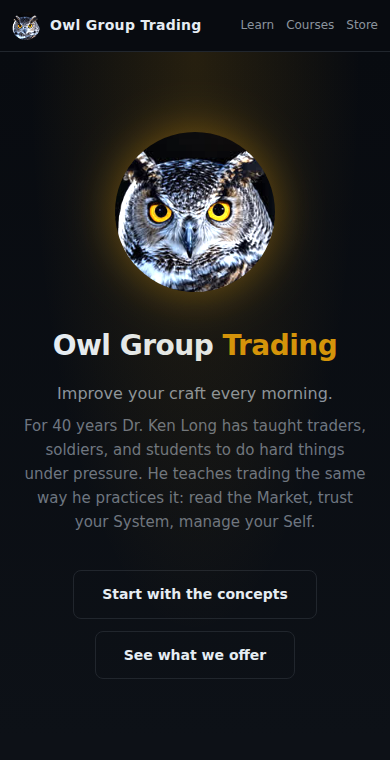 Owl Group Trading
Learn Courses Store
Owl Group Trading
Improve your craft every morning.
For 40 years Dr. Ken Long has taught traders,
soldiers, and students to do hard things
under pressure. He teaches trading the same
way he practices it: read the Market, trust
your System, manage your Self.
Start with the concepts
See what we offer